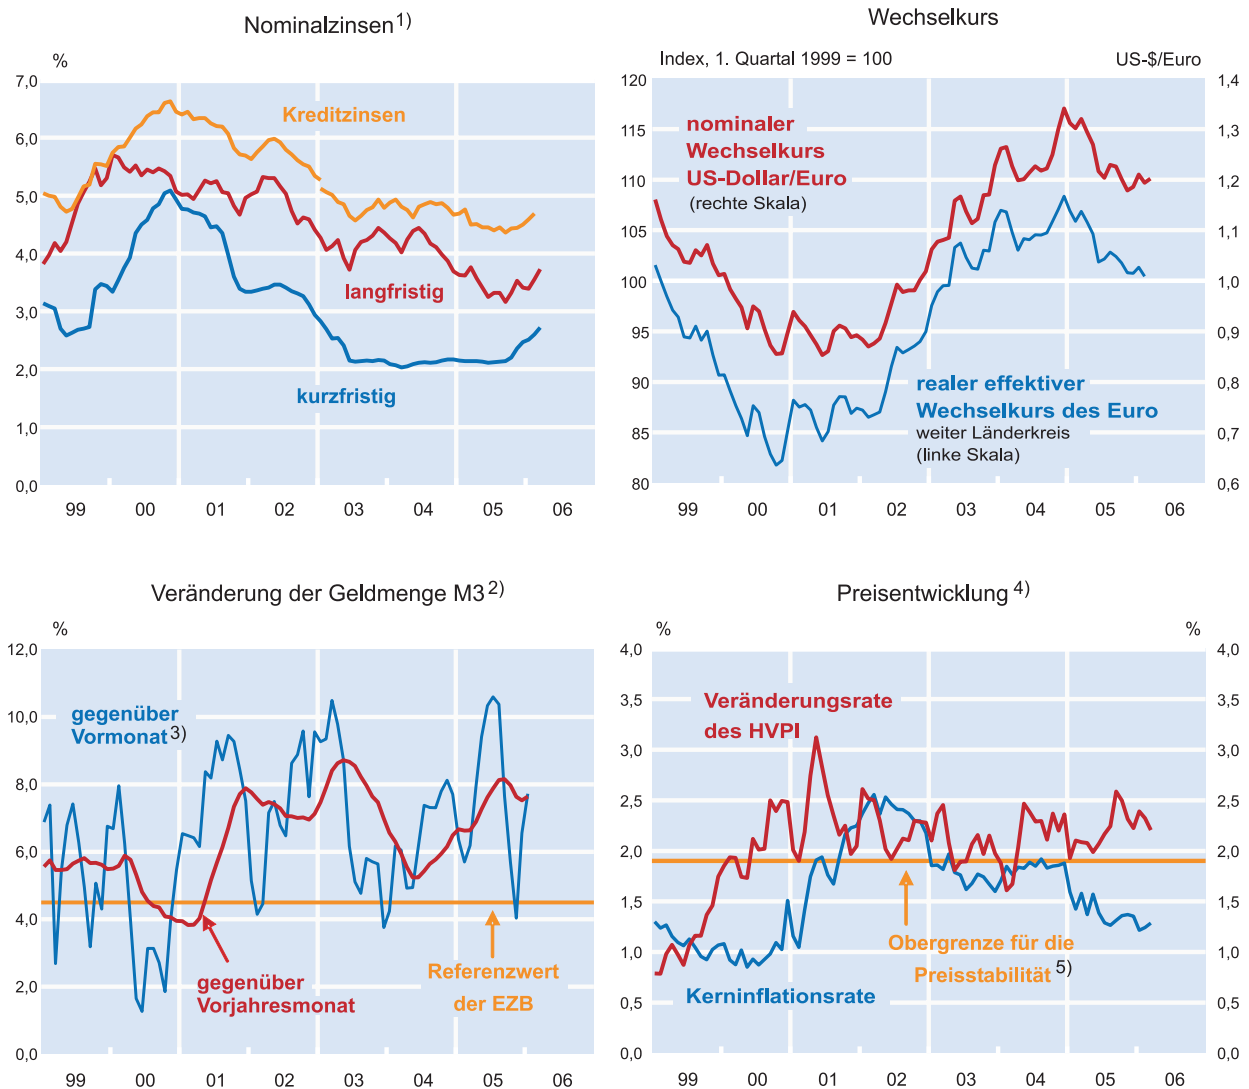 Nominalzinsen1)
%
7,0
6,0
5,0
4,0
3,0
2,0
1,0
0,0
Kreditzinsen
langfristig
kurzfristig
99 00 01 02 03 04 05 06
Wechselkurs
Index, 1. Quartal 1999 = 100 US-$/Euro
120 1,4
115 1,3
110 1,2
105 1,1
100 1,0
95 0,9
90 0,8
85 0,7
80 0,6
nominaler
Wechselkurs
US-Dollar/Euro
(rechte Skala)
realer effektiver
Wechselkurs des Euro
weiter Länderkreis
(linke Skala)
99 00 01 02 03 04 05 06
Veränderung der Geldmenge M3 2)
%
12,0
10,0
8,0
6,0
4,0
2,0
0,0
gegenüber
Vormonat3)
gegenüber
Vorjahresmonat
Referenzwert
der EZB
99 00 01 02 03 04 05 06
Preisentwicklung 4)
% %
4,0 4,0
3,5 3,5
3,0 3,0
2,5 2,5
2,0 2,0
1,5 1,5
1,0 1,0
0,5 0,5
0,0 0,0
Veränderungsrate
des HVPI
Obergrenze für die
Preisstabilität 5)
Kerninflationsrate
99 00 01 02 03 04 05 06